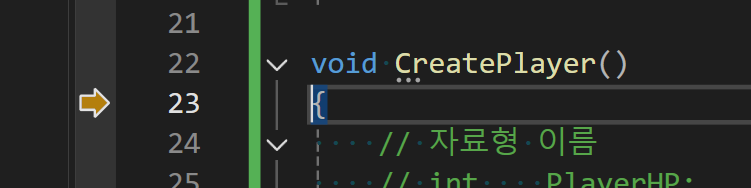 21
22 void CreatePlayer()
23 {
24 // 자료형 이름
25 // int PlayerHP;